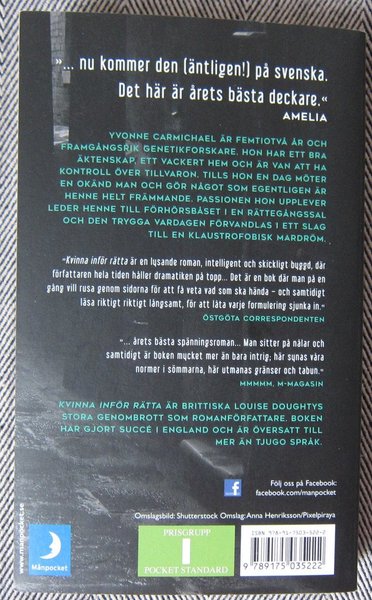 »... nu kommer den (äntligen!) på svenska.
Det här är årets bästa deckare.«
AMELIA
YVONNE CARMICHAEL ÄR FEMTIOTVÅ ÅR OCH
FRAMGÅNGSRIK GENETIKFORSKARE. HON HAR ETT BRA
ÄKTENSKAP, ETT VACKERT HEM OCH ÄR VAN ATT HA
KONTROLL ÖVER TILLVARON. TILLS HON EN DAG MÖTER
EN OKÄND MAN OCH GÖR NÅGOT SOM EGENTLIGEN ÄR
HENNE HELT FRÄMMANDE. PASSIONEN HON UPPLEVER
LEDER HENNE TILL FÖRHÖRSBÅSET I EN RÄTTEGÅNGSSAL
OCH DEN TRYGGA VARDAGEN FÖRVANDLAS I ETT SLAG
TILL EN KLAUSTROFOBISK MARDRÖM.
"Kvinna inför rätta är en lysande roman, intelligent och skickligt byggd, där
författaren hela tiden håller dramatiken på topp... Det är en bok där man på en
gång vill rusa genom sidorna för att få veta vad som ska hända – och samtidigt
läsa riktigt riktigt långsamt, för att låta varje formulering sjunka in."
ÖSTGÖTA CORRESPONDENTEN
"... årets bästa spänningsroman... Man sitter på nålar och
samtidigt är boken mycket mer än bara intrig; här synas våra
normer i sömmarna, här utmanas gränser och tabun."
MMMMM, M-MAGASIN
KVINNA INFÖR RÄTTA ÄR BRITTISKA LOUISE DOUGHTYS
STORA GENOMBROTT SOM ROMANFÖRFATTARE. BOKEN
HAR GJORT SUCCÉ I ENGLAND OCH ÄR ÖVERSATT TILL
MER ÄN TJUGO SPRÅK.
Följ oss på Facebook:
facebook.com/manpocket
Omslagsbild: Shutterstock Omslag: Anna Henriksson/Pixelpiraya
www.manpocket.se
Månpocket
PRISGRUPP
1
POCKET STANDARD
ISBN 978-91-7503-522-2
9 789175 035222